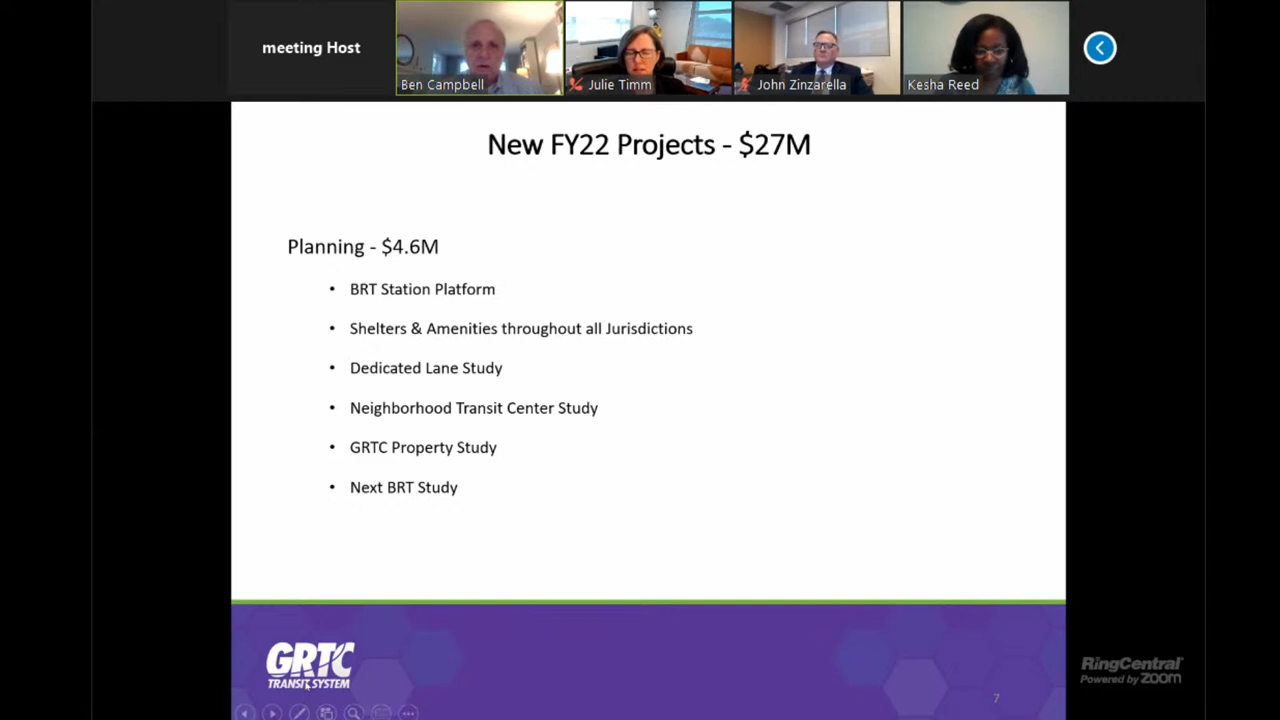 meeting Host
Ben Campbell
Julie Timm
John Zinzarella
Kesha Reed
New FY22 Projects - $27M
Planning - $4.6M
• BRT Station Platform
• Shelters & Amenities throughout all Jurisdictions
• Dedicated Lane Study
• Neighborhood Transit Center Study
• GRTC Property Study
• Next BRT Study
GRTC
TRANSIT SYSTEM
7
RingCentral
Powered by zoom